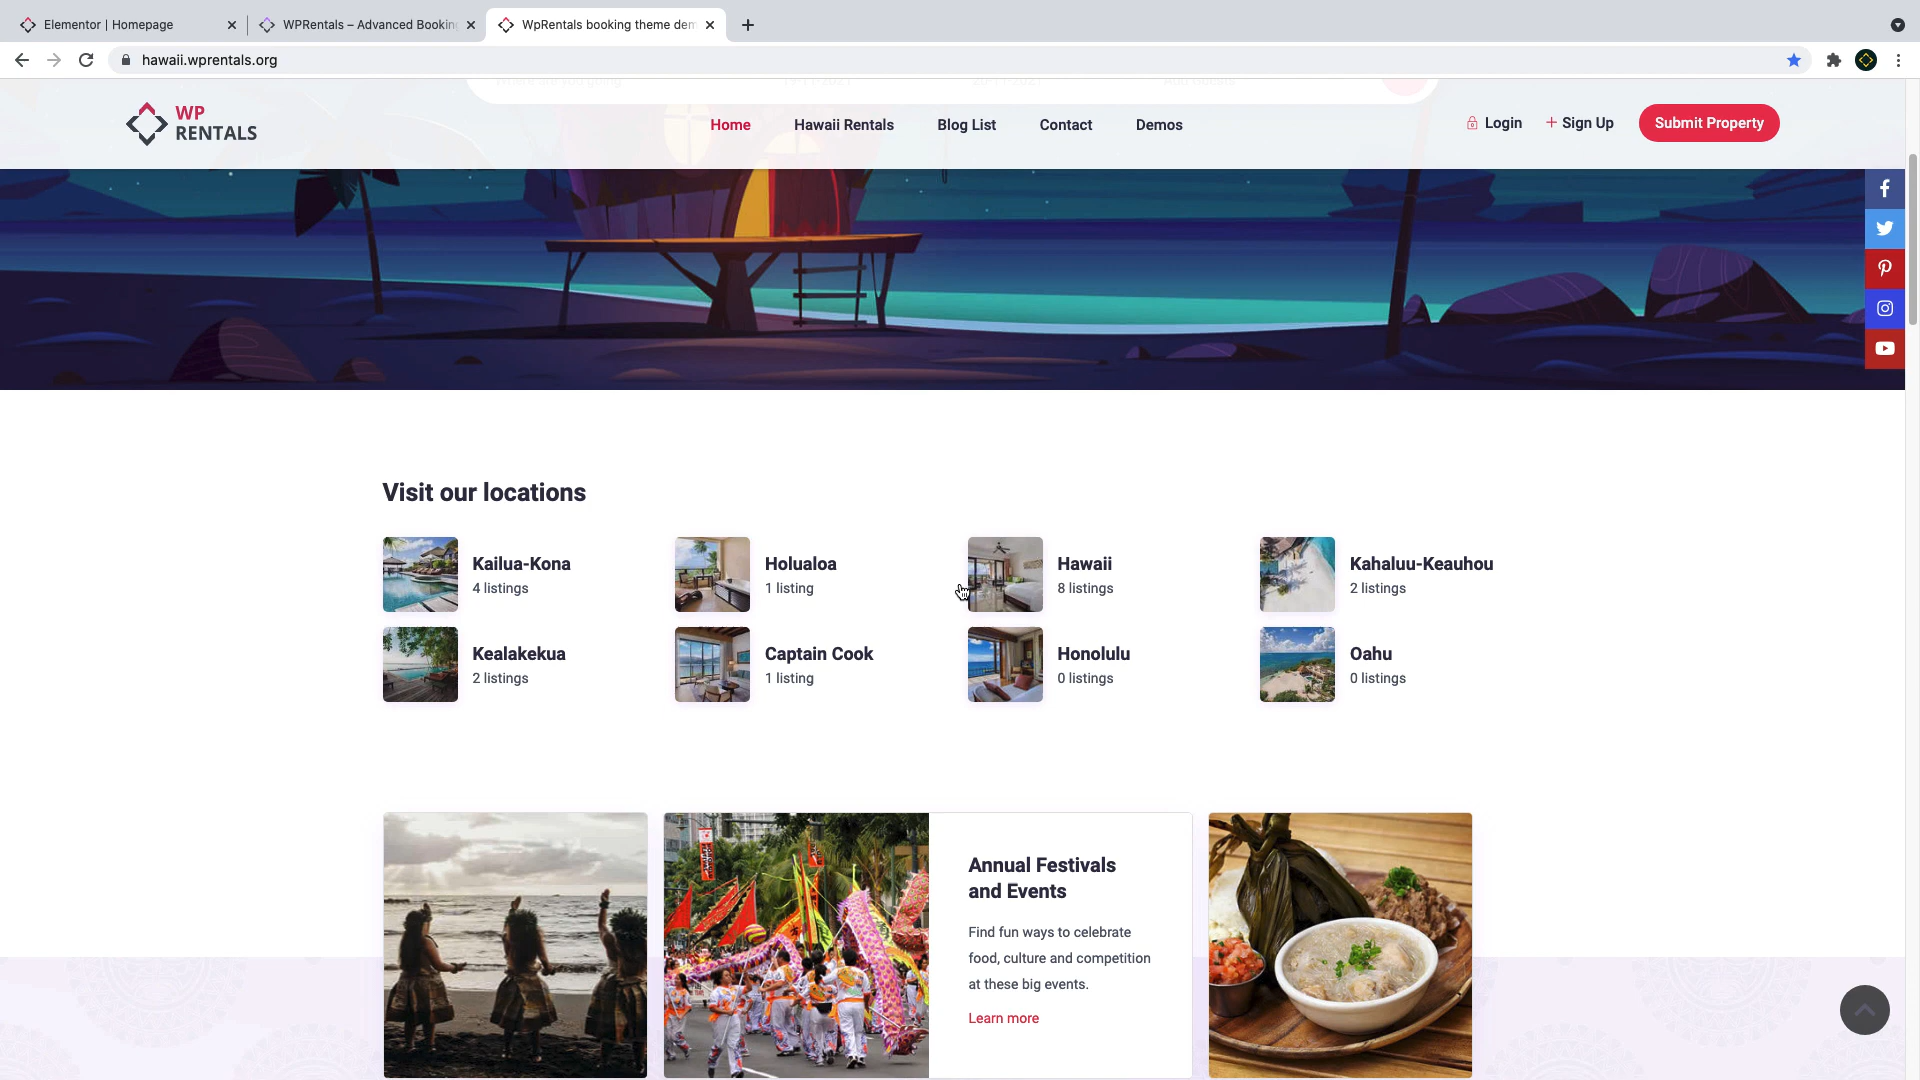 Elementor | Homepage
WPRentals – Advanced Booking
WpRentals booking theme dem
hawaii.wprentals.org
WP
RENTALS
Home
Hawaii Rentals
Blog List
Contact
Demos
Login
+ Sign Up
Submit Property
Visit our locations
Kailua-Kona
4 listings
Holualoa
1 listing
Hawaii
8 listings
Kahaluu-Keauhou
2 listings
Kealakekua
2 listings
Captain Cook
1 listing
Honolulu
0 listings
Oahu
0 listings
Annual Festivals
and Events
Find fun ways to celebrate
food, culture and competition
at these big events.
Learn more